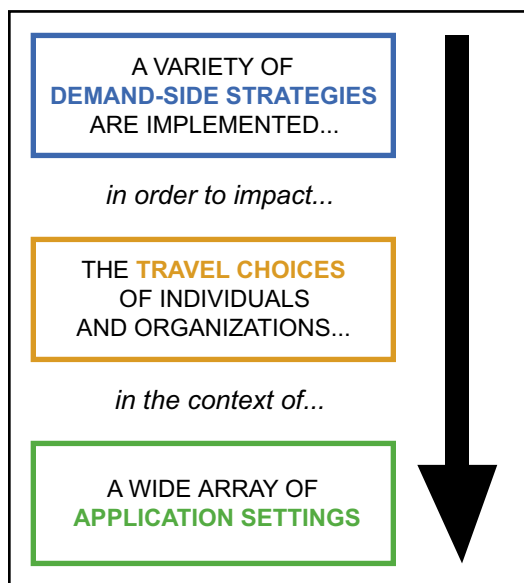 A VARIETY OF
DEMAND-SIDE STRATEGIES
ARE IMPLEMENTED...
in order to impact...
THE TRAVEL CHOICES
OF INDIVIDUALS
AND ORGANIZATIONS...
in the context of...
A WIDE ARRAY OF
APPLICATION SETTINGS